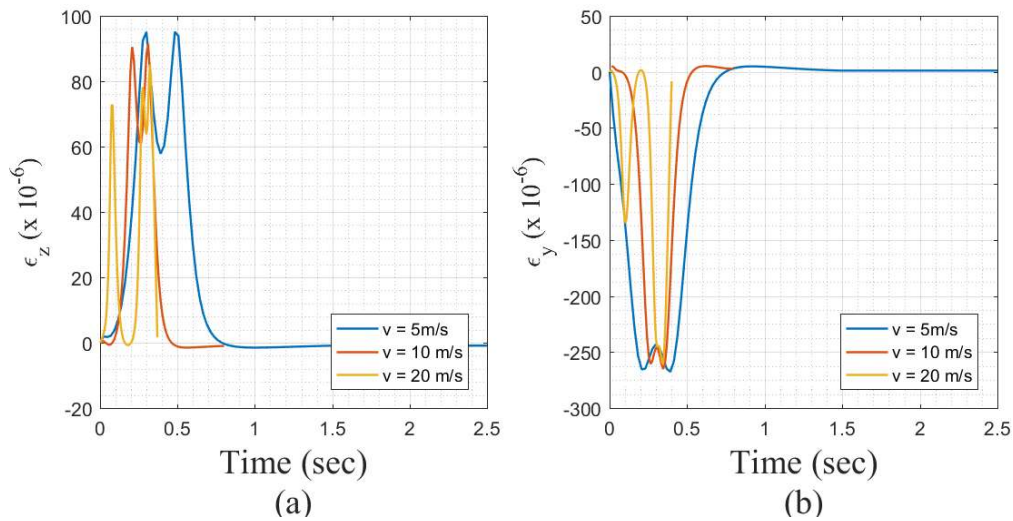 100
80
60
40
20
0
-20
ϵz (x 10-6)
0 0.5 1 1.5 2 2.5
Time (sec)
(a)
v = 5m/s
v = 10 m/s
v = 20 m/s
50
0
-50
-100
-150
-200
-250
-300
ϵy (x 10-6)
0 0.5 1 1.5 2 2.5
Time (sec)
(b)
v = 5m/s
v = 10 m/s
v = 20 m/s